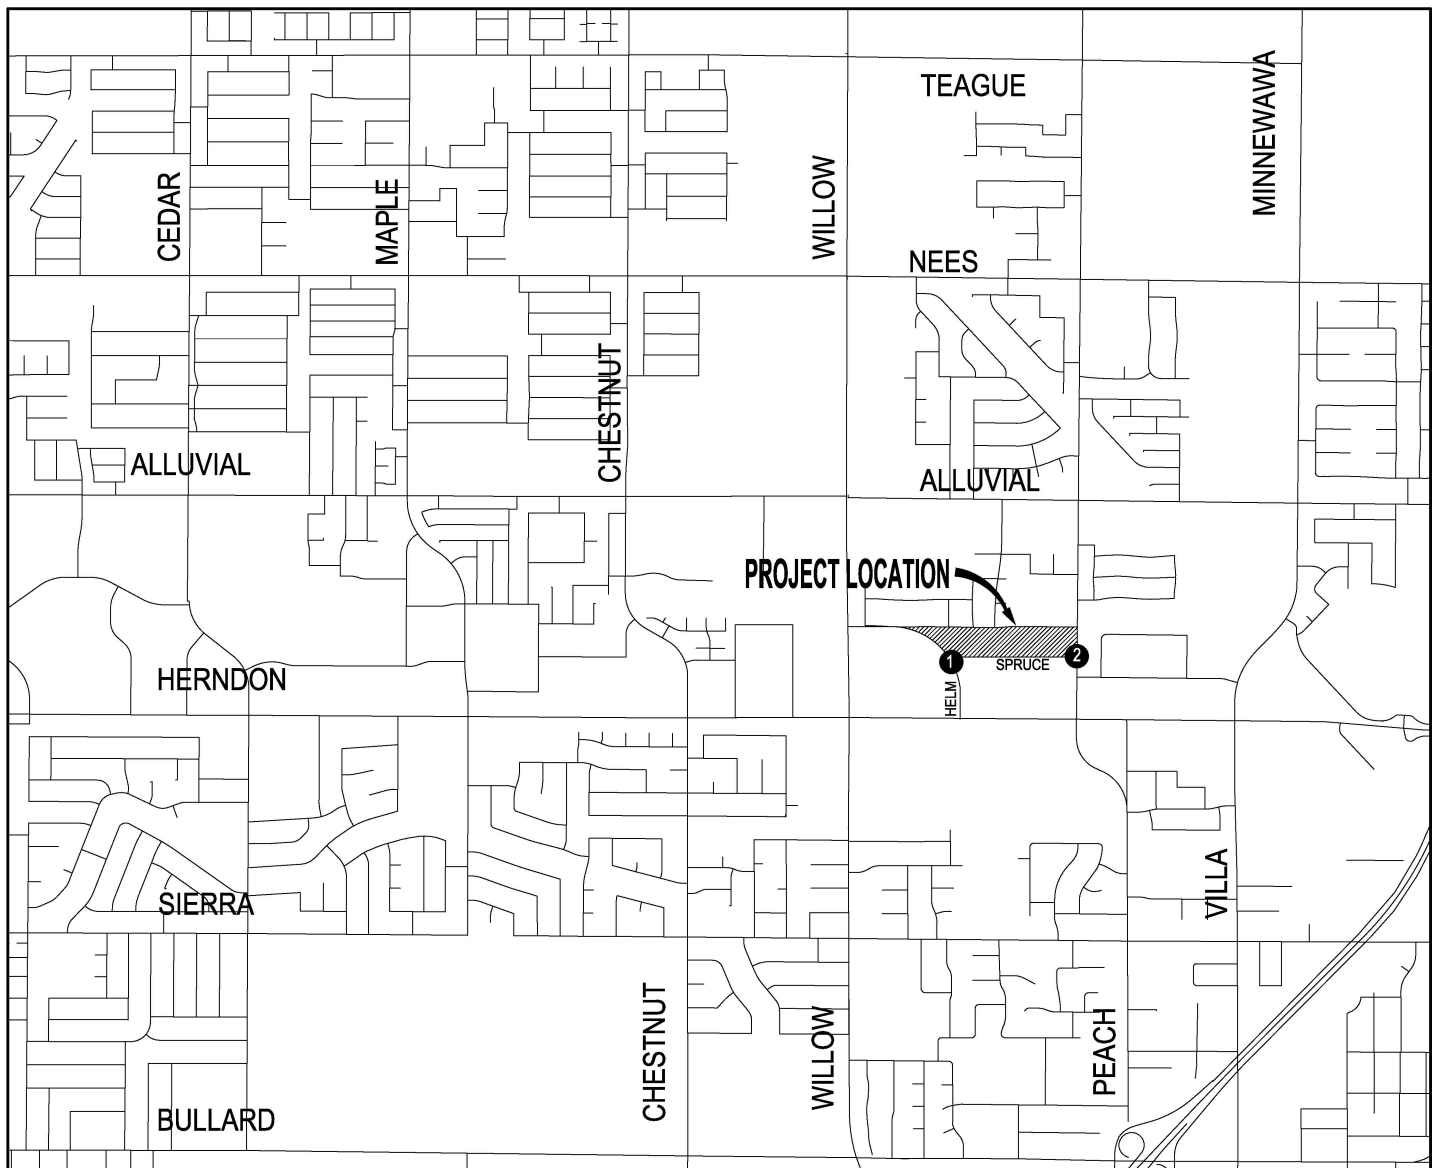 TEAGUE
MINNEWAWA
CEDAR
MAPLE
WILLOW
NEES
CHESTNUT
ALLUVIAL
ALLUVIAL
PROJECT LOCATION
1
2
SPRUCE
HELM
HERNDON
SIERRA
VILLA
CHESTNUT
WILLOW
PEACH
BULLARD